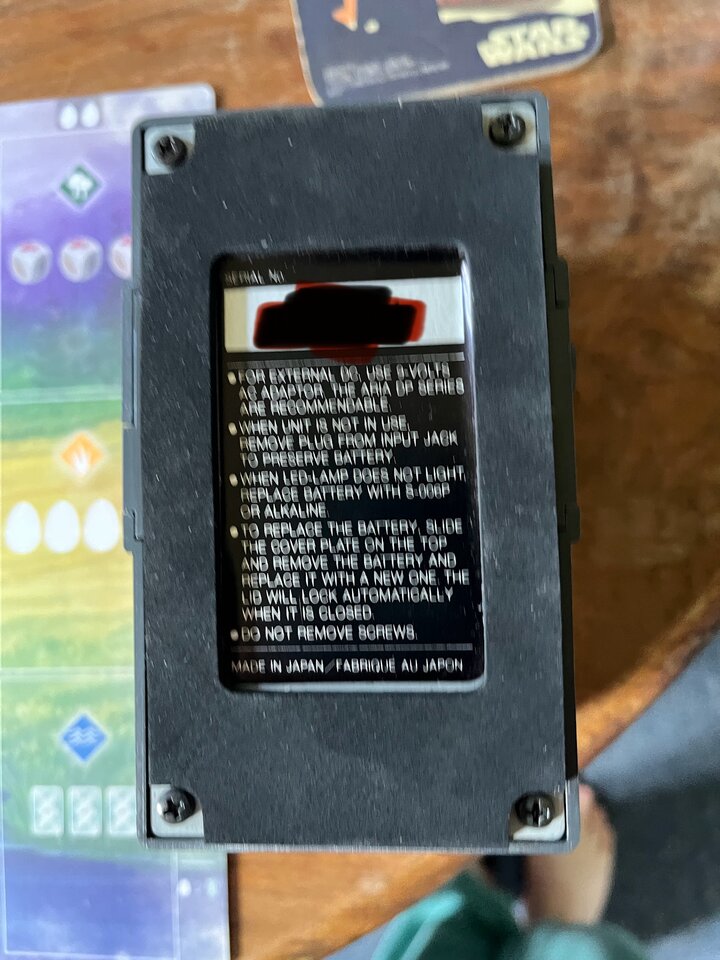 STAR
WARS
SERIAL No
●FOR EXTERNAL DC, USE 9-VOLTS
AC ADAPTOR. THE ARIA DP SERIES
ARE RECOMMENDABLE.
●WHEN UNIT IS NOT IN USE,
REMOVE PLUG FROM INPUT JACK
TO PRESERVE BATTERY.
●WHEN LED-LAMP DOES NOT LIGHT,
REPLACE BATTERY WITH S-006P
OR ALKALINE.
●TO REPLACE THE BATTERY, SLIDE
THE COVER PLATE ON THE TOP
AND REMOVE THE BATTERY AND
REPLACE IT WITH A NEW ONE, THE
LID WILL LOCK AUTOMATICALLY
WHEN IT IS CLOSED.
●DO NOT REMOVE SCREWS.
MADE IN JAPAN/FABRIQUÉ AU JAPON